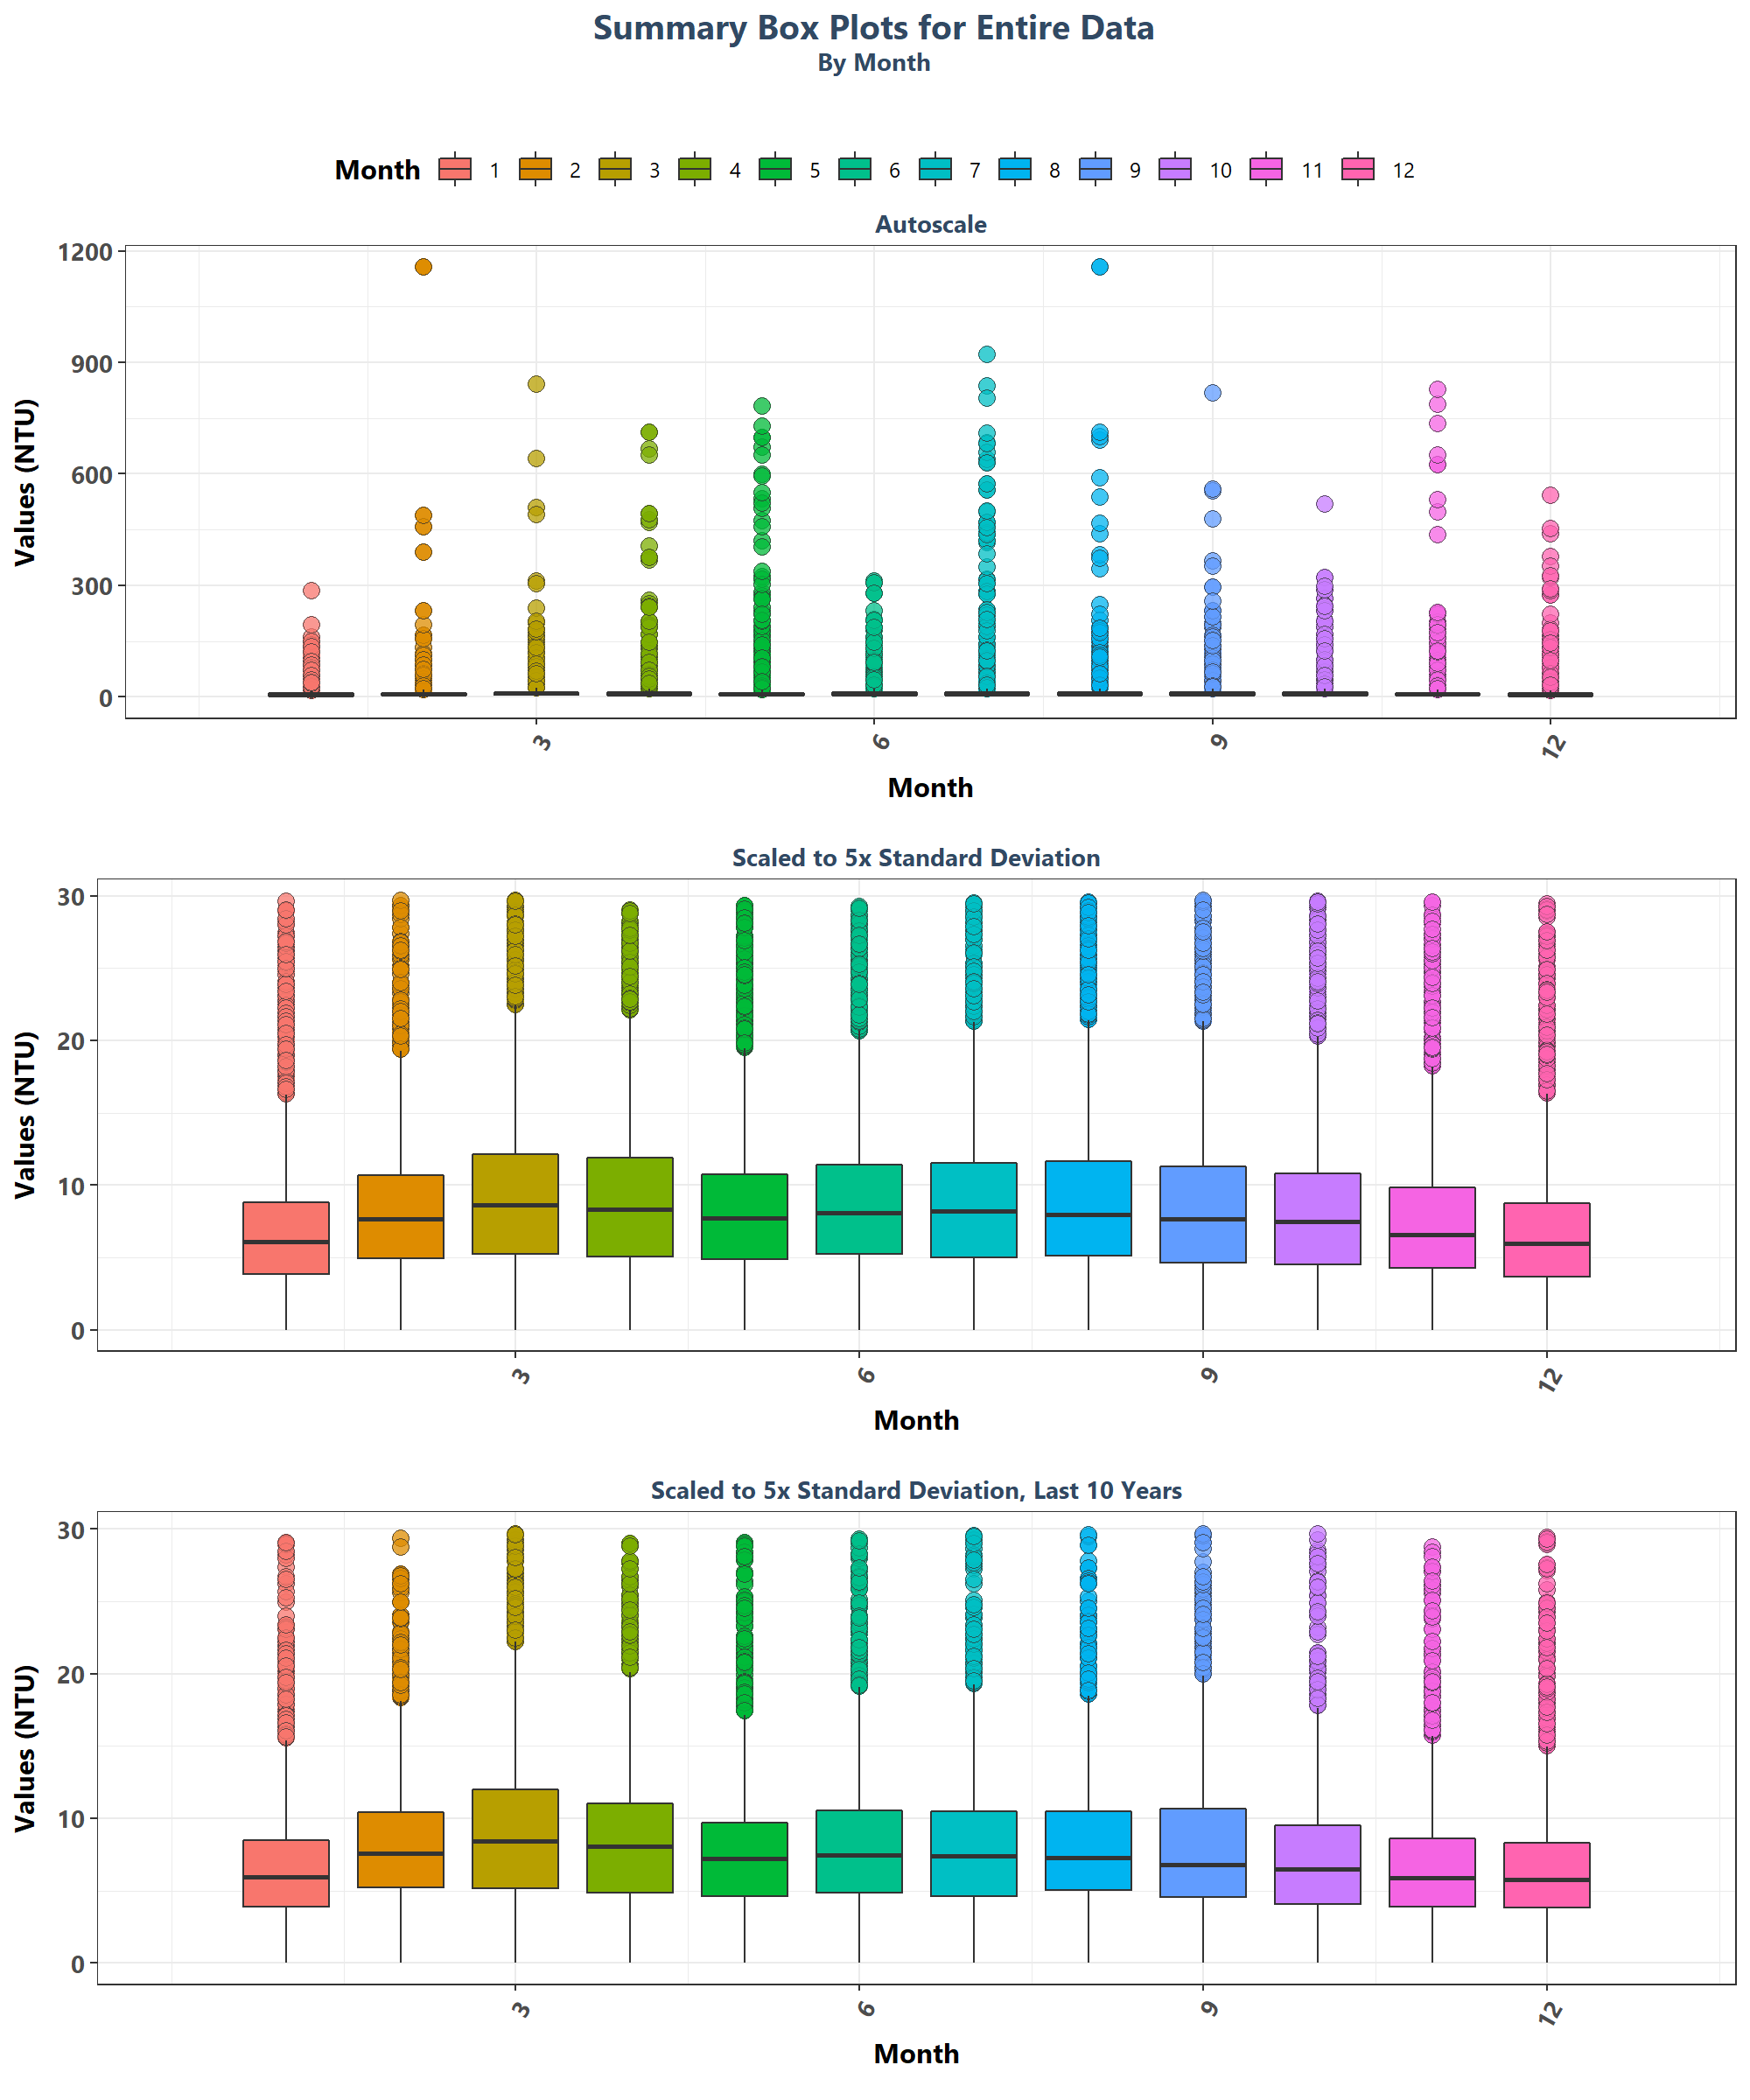 Summary Box Plots for Entire Data
By Month
Month 1 2 3 4 5 6 7 8 9 10 11 12
Autoscale
1200
900
600
300
0
Values (NTU)
3 6 9 12
Month
Scaled to 5x Standard Deviation
30
20
10
0
Values (NTU)
3 6 9 12
Month
Scaled to 5x Standard Deviation, Last 10 Years
30
20
10
0
Values (NTU)
3 6 9 12
Month